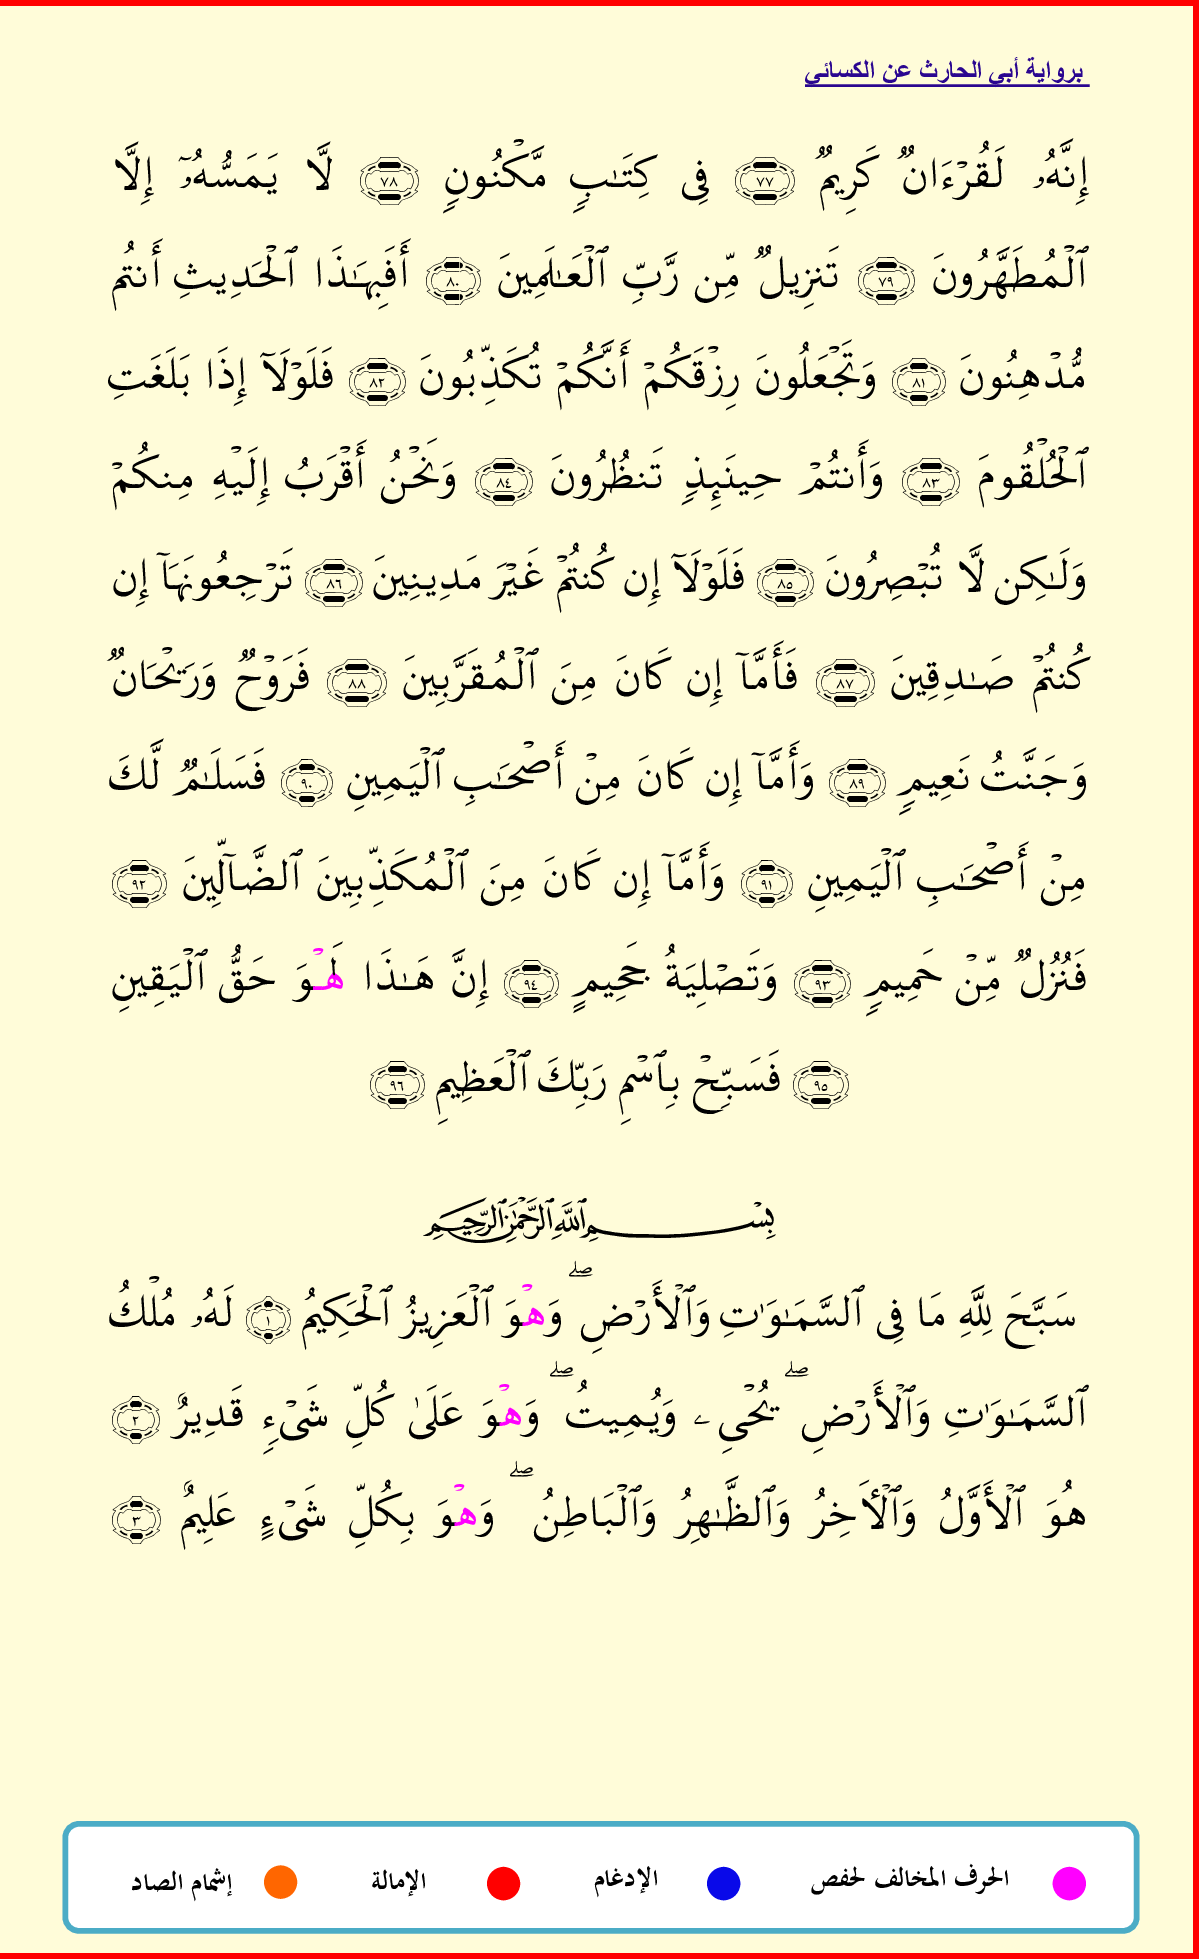 برواية أبي الحارث عن الكسائي
إِنَّهُۥ لَقُرْءَانٌ كَرِيمٌ ٧٧ فِى كِتَـٰبٍ مَّكْنُونٍ ٧٨ لَّا يَمَسُّهُۥٓ إِلَّا
ٱلْمُطَهَّرُونَ ٧٩ تَنزِيلٌ مِّن رَّبِّ ٱلْعَـٰلَمِينَ ٨٠ أَفَبِهَـٰذَا ٱلْحَدِيثِ أَنتُم
مُّدْهِنُونَ ٨١ وَتَجْعَلُونَ رِزْقَكُمْ أَنَّكُمْ تُكَذِّبُونَ ٨٢ فَلَوْلَآ إِذَا بَلَغَتِ
ٱلْحُلْقُومَ ٨٣ وَأَنتُمْ حِينَئِذٍ تَنظُرُونَ ٨٤ وَنَحْنُ أَقْرَبُ إِلَيْهِ مِنكُمْ
وَلَـٰكِن لَّا تُبْصِرُونَ ٨٥ فَلَوْلَآ إِن كُنتُمْ غَيْرَ مَدِينِينَ ٨٦ تَرْجِعُونَهَآ إِن
كُنتُمْ صَـٰدِقِينَ ٨٧ فَأَمَّآ إِن كَانَ مِنَ ٱلْمُقَرَّبِينَ ٨٨ فَرَوْحٌ وَرَيْحَانٌ
وَجَنَّتُ نَعِيمٍ ٨٩ وَأَمَّآ إِن كَانَ مِنْ أَصْحَـٰبِ ٱلْيَمِينِ ٩٠ فَسَلَـٰمٌ لَّكَ
مِنْ أَصْحَـٰبِ ٱلْيَمِينِ ٩١ وَأَمَّآ إِن كَانَ مِنَ ٱلْمُكَذِّبِينَ ٱلضَّآلِّينَ ٩٢
فَنُزُلٌ مِّنْ حَمِيمٍ ٩٣ وَتَصْلِيَةُ جَحِيمٍ ٩٤ إِنَّ هَـٰذَا لَهْوَ حَقُّ ٱلْيَقِينِ
٩٥ فَسَبِّحْ بِٱسْمِ رَبِّكَ ٱلْعَظِيمِ ٩٦
بِسْمِ ٱللَّهِ ٱلرَّحْمَـٰنِ ٱلرَّحِيمِ
سَبَّحَ لِلَّهِ مَا فِى ٱلسَّمَـٰوَٰتِ وَٱلْأَرْضِ ۖ وَهْوَ ٱلْعَزِيزُ ٱلْحَكِيمُ ١ لَهُۥ مُلْكُ
ٱلسَّمَـٰوَٰتِ وَٱلْأَرْضِ ۖ يُحْىِۦ وَيُمِيتُ ۖ وَهْوَ عَلَىٰ كُلِّ شَىْءٍ قَدِيرٌ ٢
هُوَ ٱلْأَوَّلُ وَٱلْـَٔاخِرُ وَٱلظَّـٰهِرُ وَٱلْبَاطِنُ ۖ وَهْوَ بِكُلِّ شَىْءٍ عَلِيمٌ ٣
الحرف المخالف لحفص الإدغام الإمالة إشمام الصاد